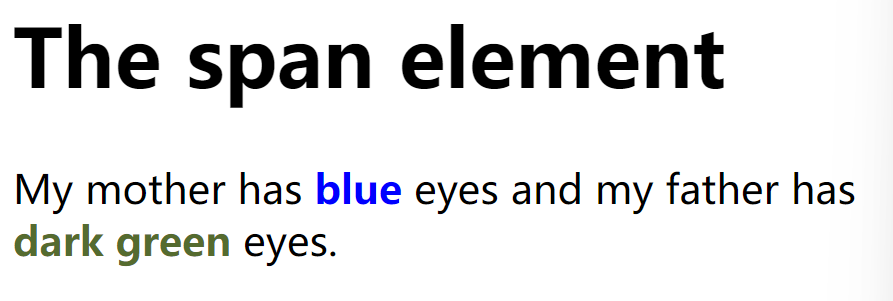 The span element
My mother has blue eyes and my father has
dark green eyes.